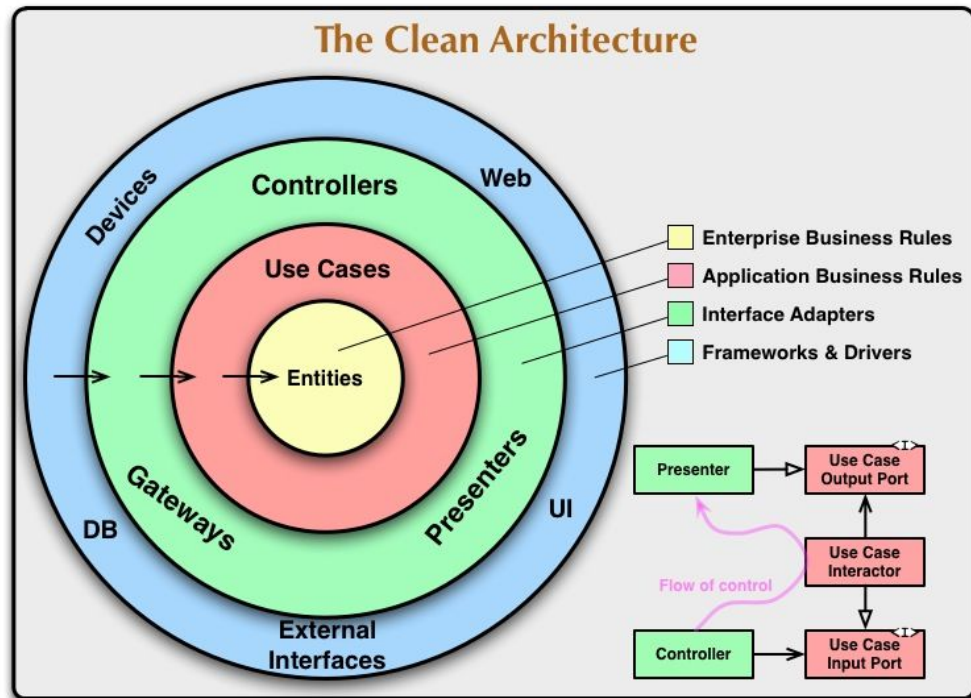 The Clean Architecture
Devices
Controllers
Web
Use Cases
Entities
Gateways
Presenters
DB
UI
External
Interfaces
Enterprise Business Rules
Application Business Rules
Interface Adapters
Frameworks & Drivers
Presenter
<I>
Use Case
Output Port
Flow of control
Use Case
Interactor
Controller
<I>
Use Case
Input Port